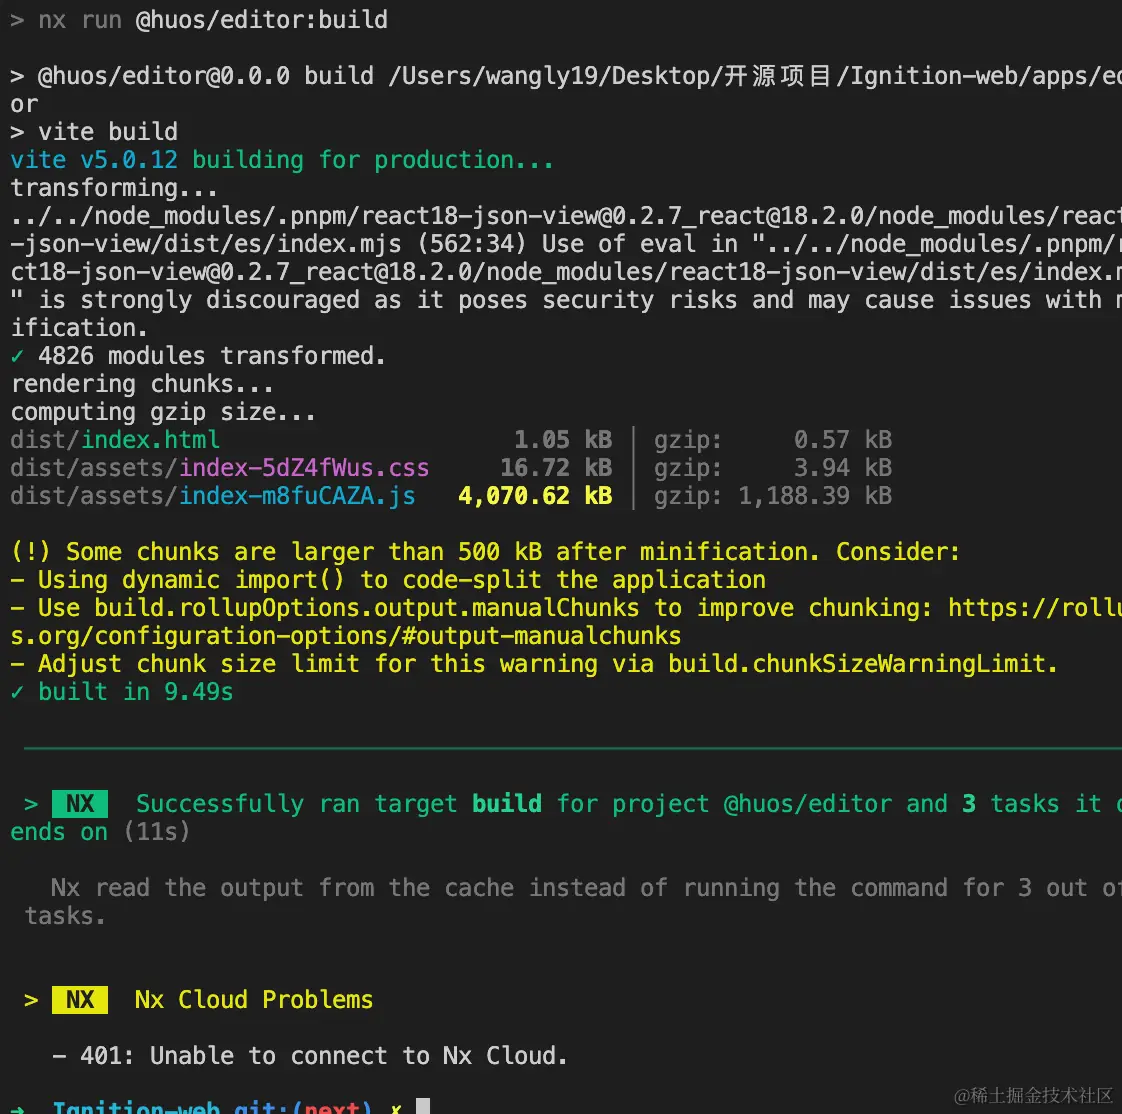 > nx run @huos/editor:build
> @huos/editor@0.0.0 build /Users/wangly19/Desktop/开源项目/Ignition-web/apps/ed
or
> vite build
vite v5.0.12 building for production...
transforming...
../../node_modules/.pnpm/react18-json-view@0.2.7_react@18.2.0/node_modules/react
-json-view/dist/es/index.mjs (562:34) Use of eval in "../../node_modules/.pnpm/r
ct18-json-view@0.2.7_react@18.2.0/node_modules/react18-json-view/dist/es/index.m
" is strongly discouraged as it poses security risks and may cause issues with m
ification.
✓ 4826 modules transformed.
rendering chunks...
computing gzip size...
dist/index.html 1.05 kB │ gzip: 0.57 kB
dist/assets/index-5dZ4fWus.css 16.72 kB │ gzip: 3.94 kB
dist/assets/index-m8fuCAZA.js 4,070.62 kB │ gzip: 1,188.39 kB
(!) Some chunks are larger than 500 kB after minification. Consider:
- Using dynamic import() to code-split the application
- Use build.rollupOptions.output.manualChunks to improve chunking: https://rollu
s.org/configuration-options/#output-manualchunks
- Adjust chunk size limit for this warning via build.chunkSizeWarningLimit.
✓ built in 9.49s
> NX Successfully ran target build for project @huos/editor and 3 tasks it d
ends on (11s)
Nx read the output from the cache instead of running the command for 3 out of
tasks.
> NX Nx Cloud Problems
- 401: Unable to connect to Nx Cloud.
→ Ignition-web git:(next) ✗
@稀土掘金技术社区